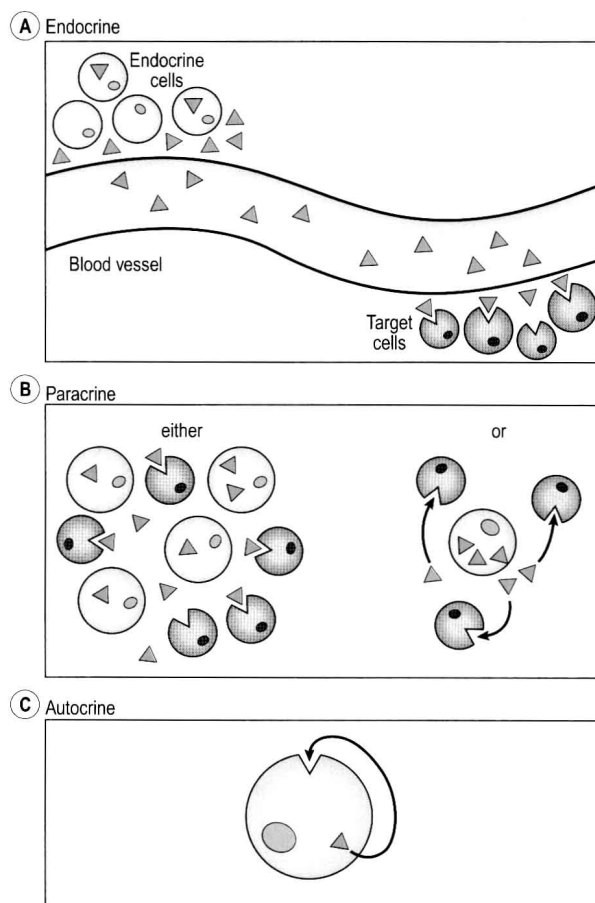 A Endocrine
Endocrine
cells
Blood vessel
Target
cells
B Paracrine
either
or
C Autocrine